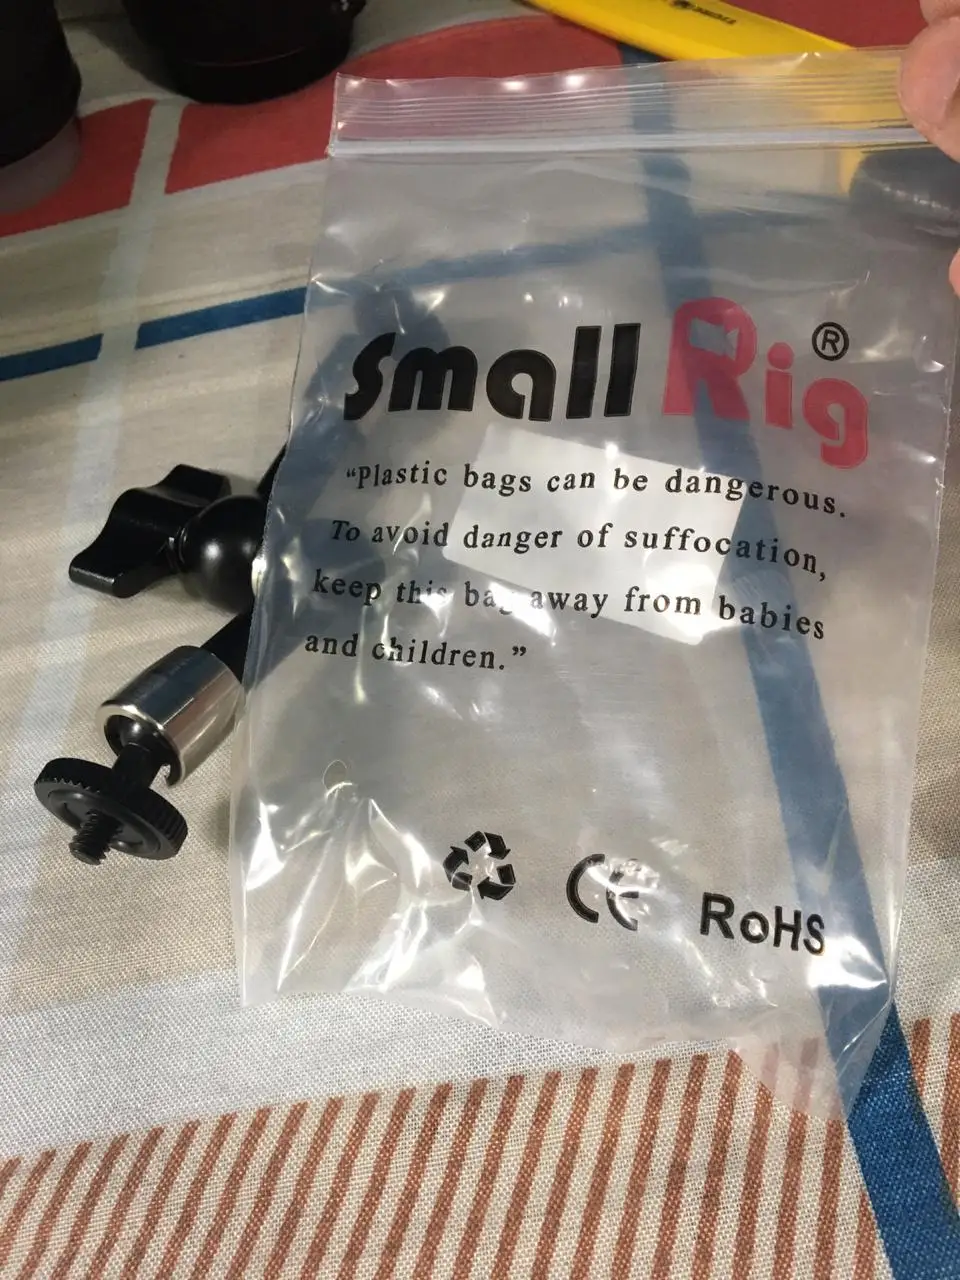 SmallRig®
“Plastic bags can be dangerous.
To avoid danger of suffocation,
keep this bag away from babies
and children.”
CE RoHS